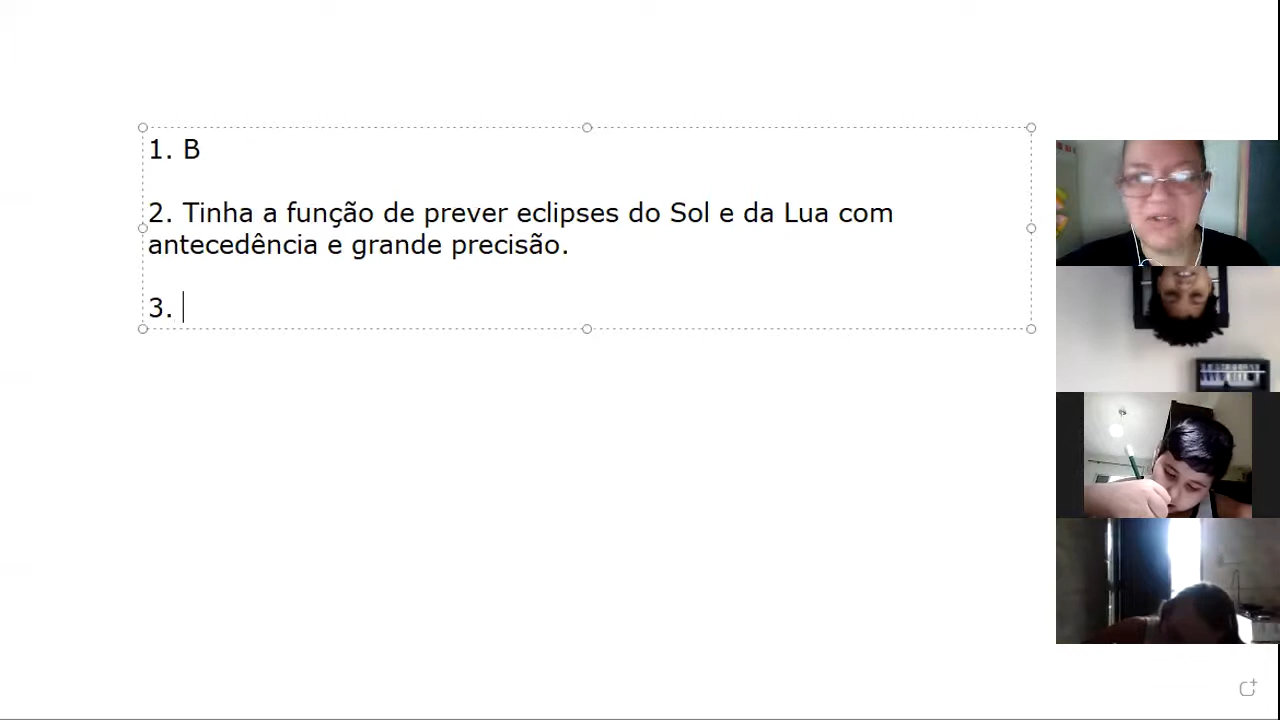 1. B
2. Tinha a função de prever eclipses do Sol e da Lua com
antecedência e grande precisão.
3.